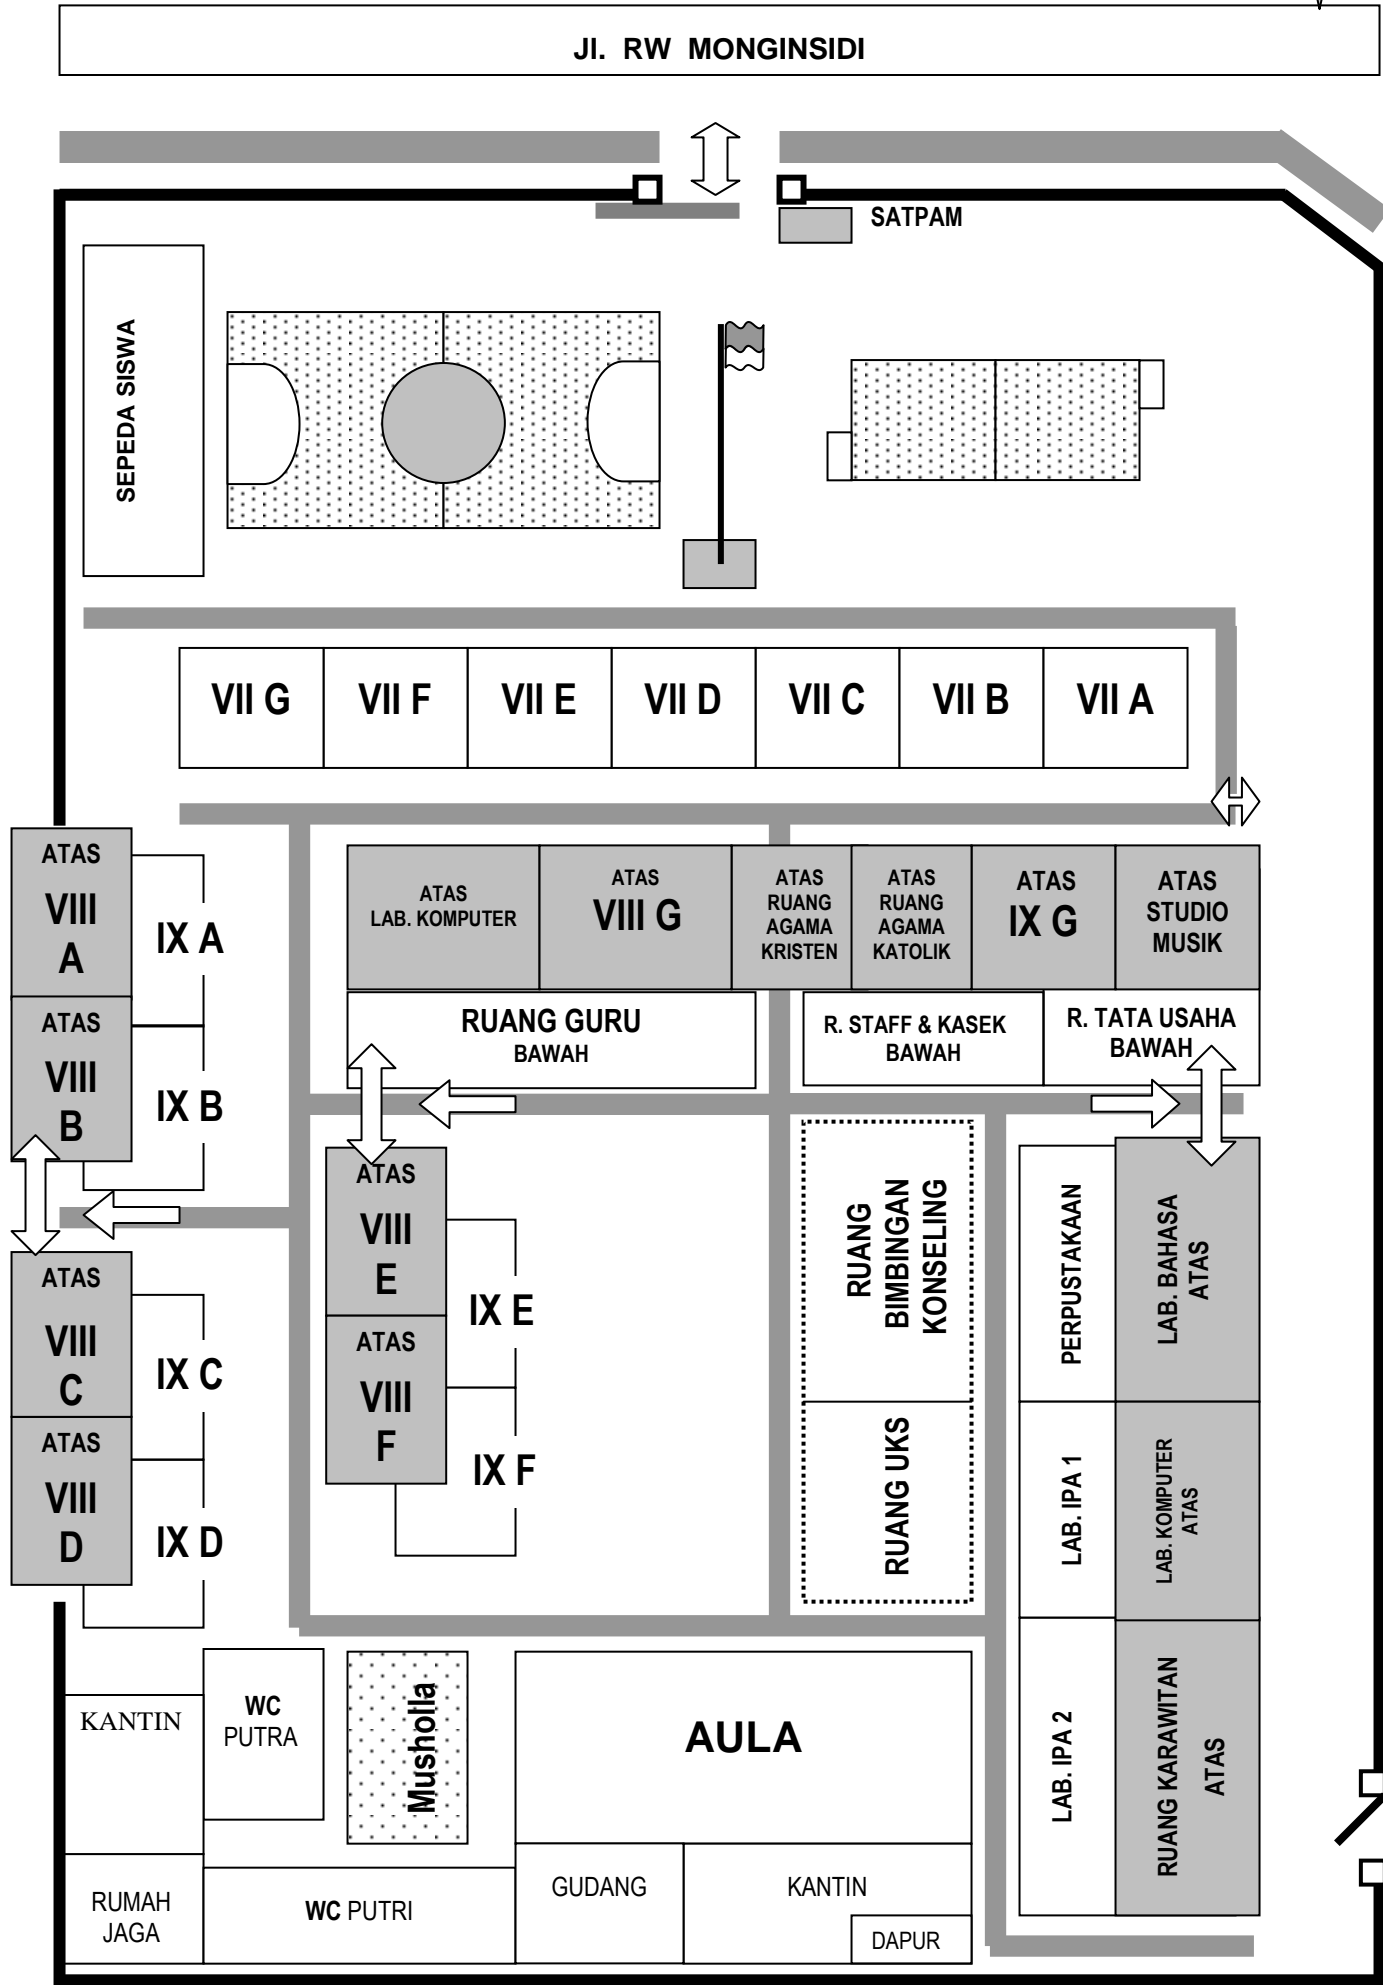 Jl. RW MONGINSIDI
SATPAM
SEPEDA SISWA
VII G
VII F
VII E
VII D
VII C
VII B
VII A
ATAS
VIII
A
IX A
ATAS
VIII
B
IX B
ATAS
LAB. KOMPUTER
ATAS
VIII G
ATAS
RUANG
AGAMA
KRISTEN
ATAS
RUANG
AGAMA
KATOLIK
ATAS
IX G
ATAS
STUDIO
MUSIK
RUANG GURU
BAWAH
R. STAFF & KASEK
BAWAH
R. TATA USAHA
BAWAH
ATAS
VIII
C
IX C
ATAS
VIII
D
IX D
ATAS
VIII
E
IX E
ATAS
VIII
F
IX F
RUANG
BIMBINGAN
KONSELING
RUANG UKS
PERPUSTAKAAN
LAB. BAHASA
ATAS
LAB. IPA 1
LAB. KOMPUTER
ATAS
LAB. IPA 2
RUANG KARAWITAN
ATAS
KANTIN
WC
PUTRA
Musholla
AULA
RUMAH
JAGA
WC PUTRI
GUDANG
KANTIN
DAPUR